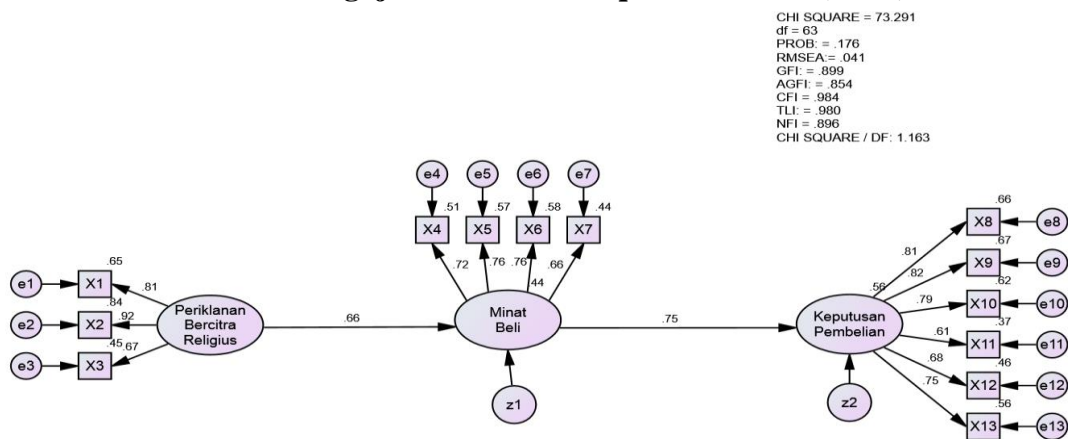 CHI SQUARE = 73.291
df = 63
PROB: = .176
RMSEA:= .041
GFI: = .899
AGFI: = .854
CFI = .984
TLI: = .980
NFI = .896
CHI SQUARE / DF: 1.163
e4 e5 e6 e7
.51 .57 .58 .44
X4 X5 X6 X7
.72 .76 .76 .66
.44
Minat
Beli
z1
.65
e1 X1 .81
.84
e2 X2 .92
.45
e3 X3 .67
Periklanan
Bercitra
Religius
.66
.75
.56
Keputusan
Pembelian
z2
.66
.81 X8 e8
.67
.82 X9 e9
.62
.79 X10 e10
.37
.61 X11 e11
.46
.68 X12 e12
.56
.75 X13 e13